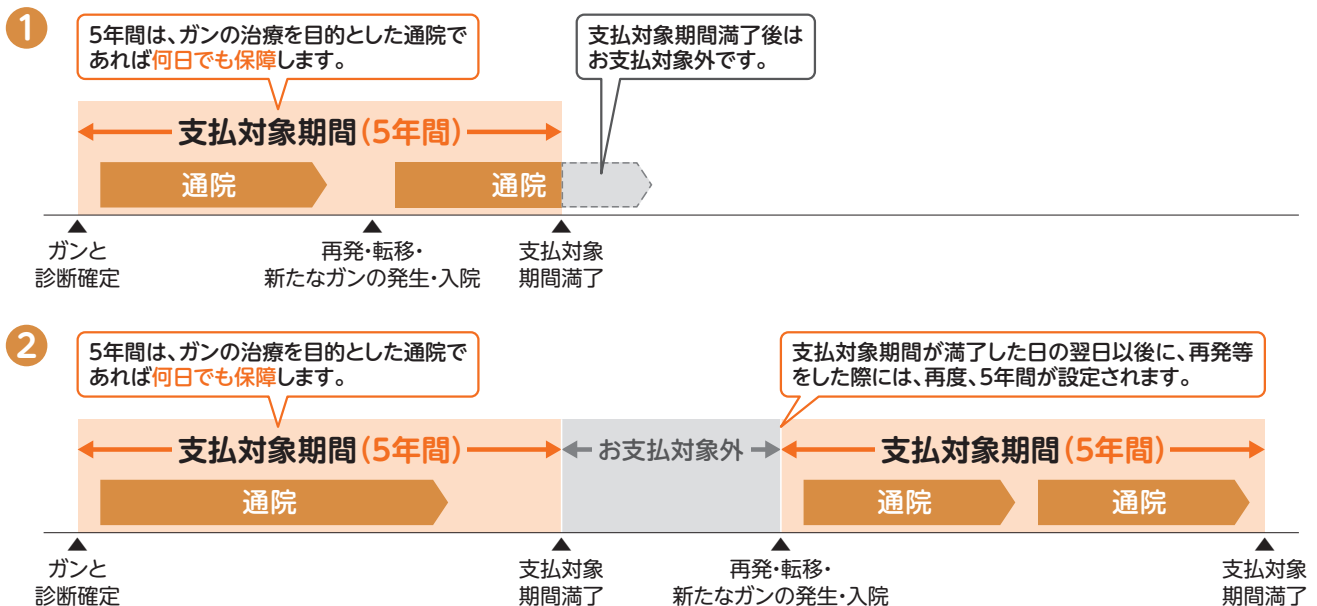 1
5年間は、ガンの治療を目的とした通院で
あれば何日でも保障します。
支払対象期間満了後は
お支払対象外です。
支払対象期間(5年間)
通院
通院
ガンと
診断確定
再発・転移・
新たなガンの発生・入院
支払対象
期間満了
2
5年間は、ガンの治療を目的とした通院で
あれば何日でも保障します。
支払対象期間が満了した日の翌日以後に、再発等
をした際には、再度、5年間が設定されます。
支払対象期間(5年間)
お支払対象外
支払対象期間(5年間)
通院
通院
通院
ガンと
診断確定
支払対象
期間満了
再発・転移・
新たなガンの発生・入院
支払対象
期間満了